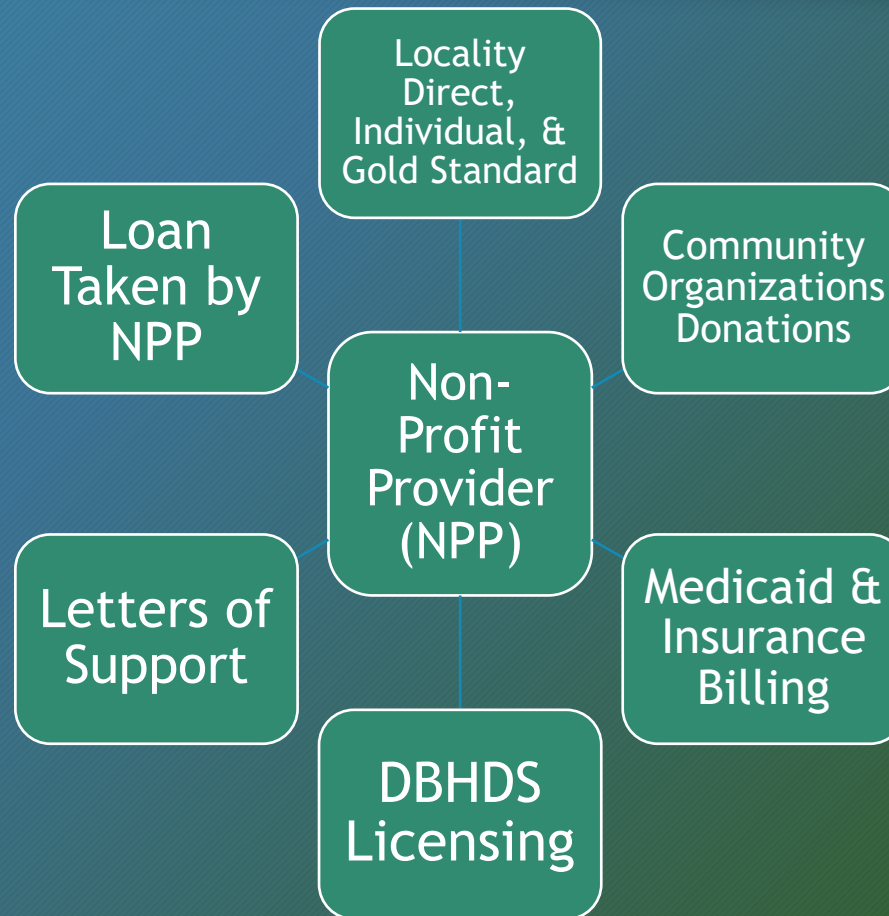 Locality
Direct,
Individual, &
Gold Standard
Loan
Taken by
NPP
Community
Organizations
Donations
Non-
Profit
Provider
(NPP)
Letters of
Support
Medicaid &
Insurance
Billing
DBHDS
Licensing